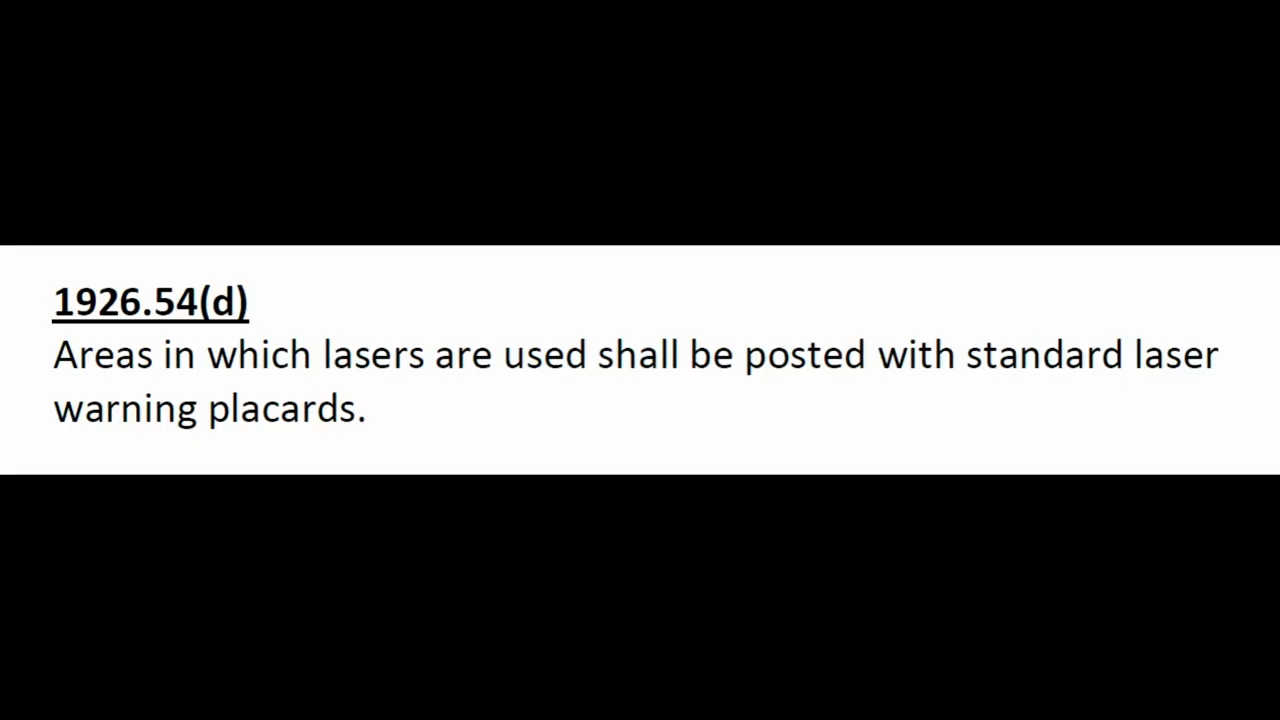 1926.54(d)
Areas in which lasers are used shall be posted with standard laser
warning placards.